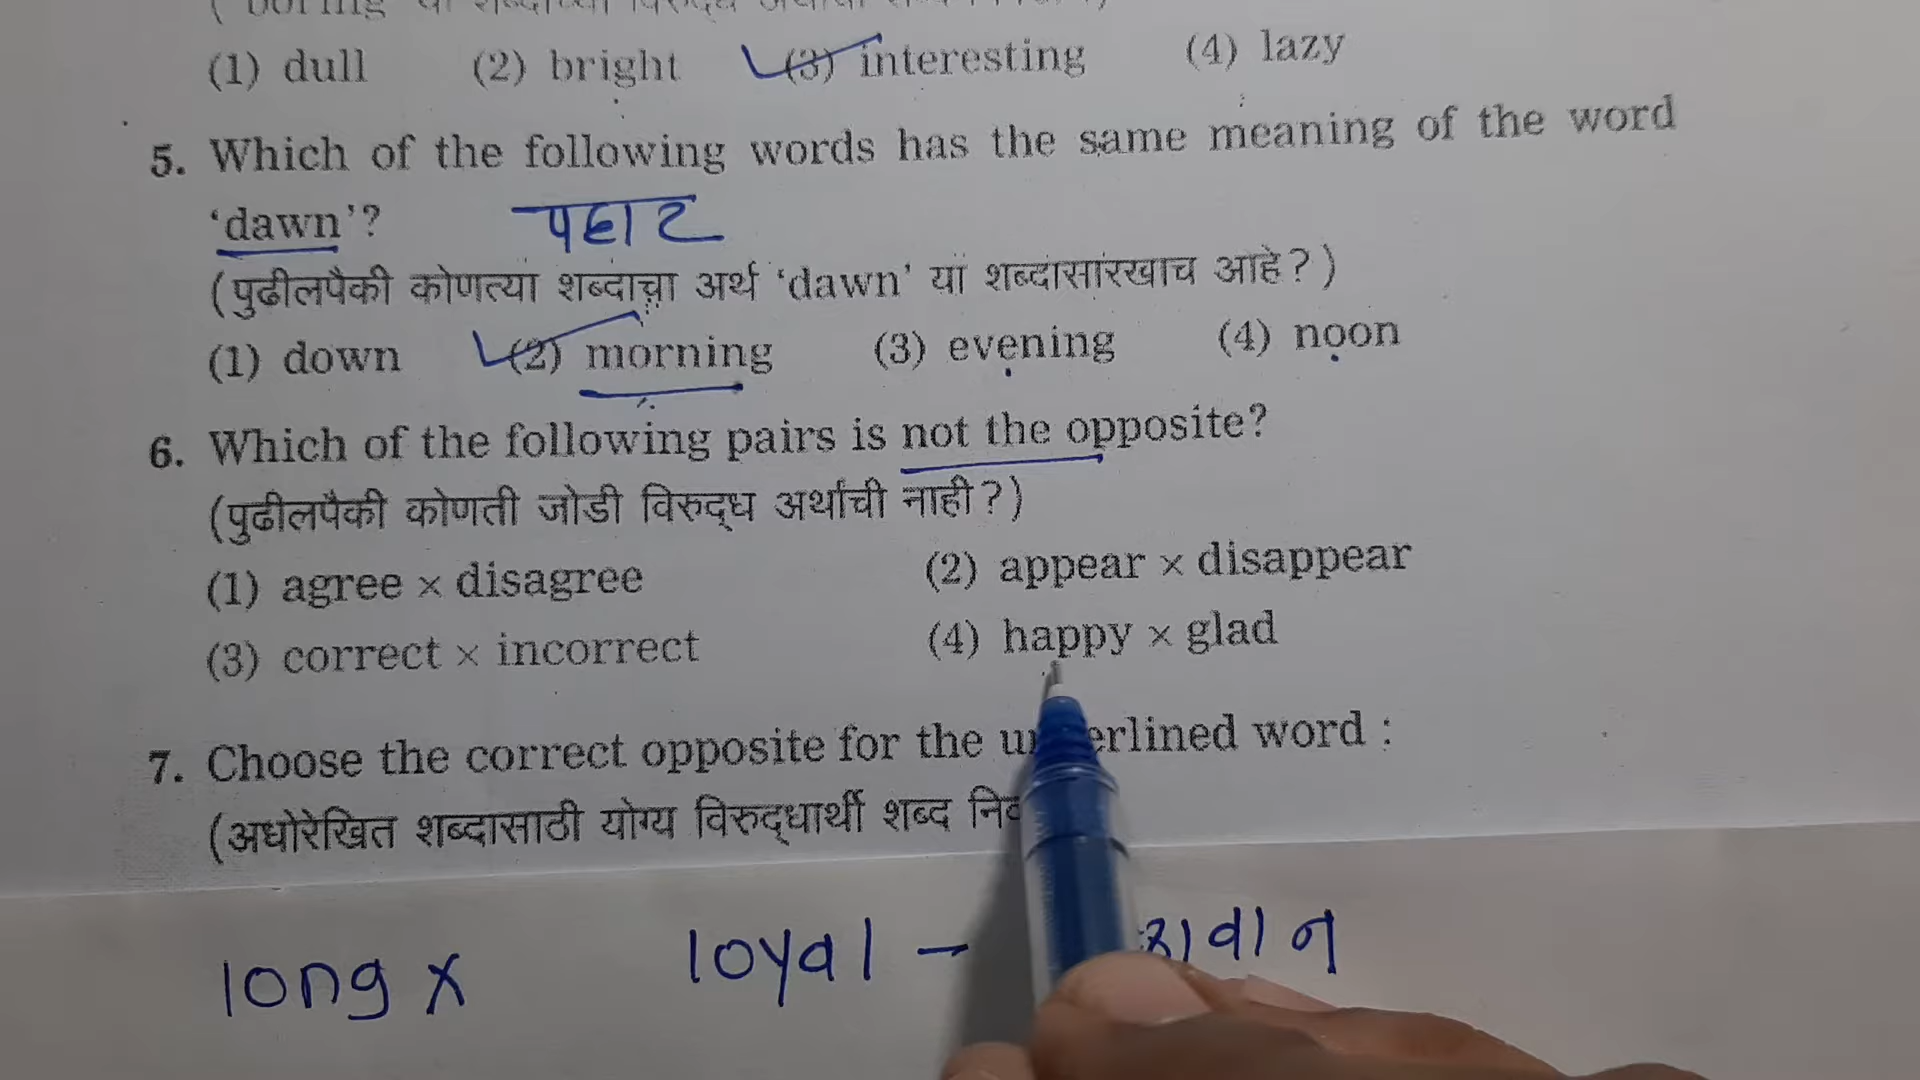 (1) dull (2) bright (3) interesting (4) lazy
5. Which of the following words has the same meaning of the word
‘dawn’? पहाट
(पुढीलपैकी कोणत्या शब्दाचा अर्थ ‘dawn’ या शब्दासारखाच आहे?)
(1) down (2) morning (3) evening (4) noon
6. Which of the following pairs is not the opposite?
(पुढीलपैकी कोणती जोडी विरुद्ध अर्थाची नाही?)
(1) agree × disagree (2) appear × disappear
(3) correct × incorrect (4) happy × glad
7. Choose the correct opposite for the word :
(अधोरेखित शब्दासाठी योग्य विरुद्धार्थी शब्द
long x loyal –